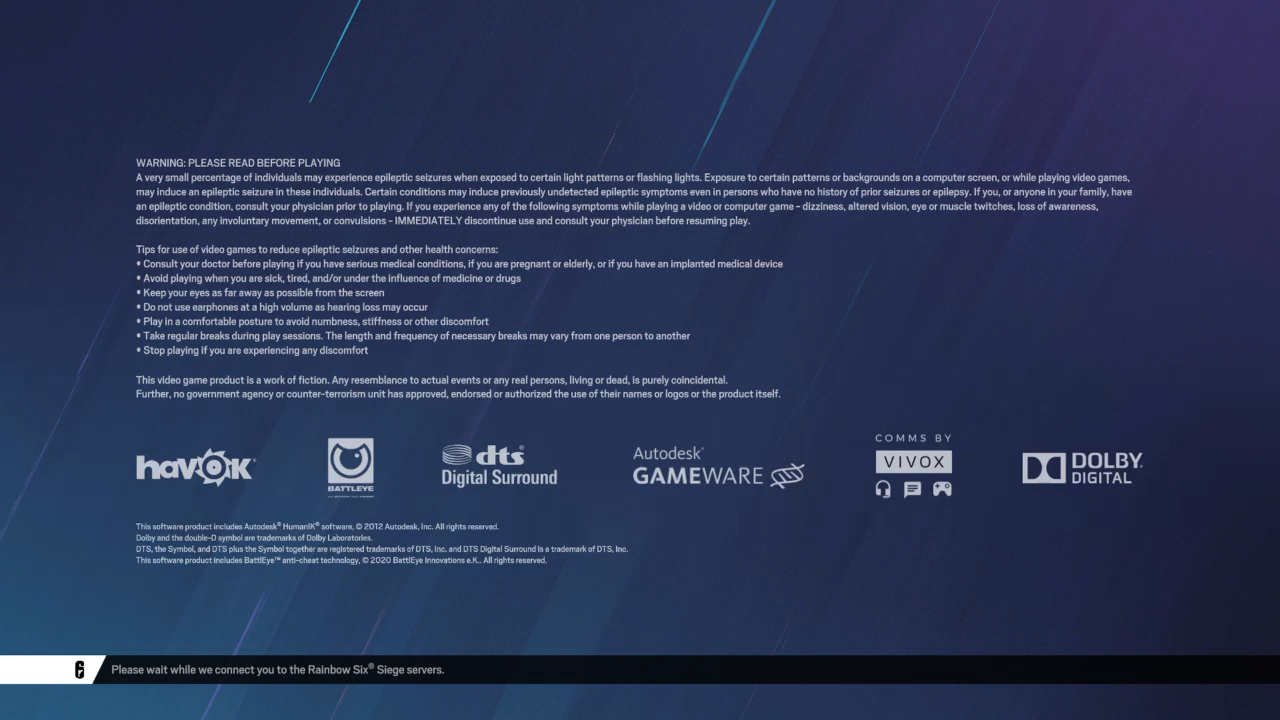 WARNING: PLEASE READ BEFORE PLAYING
A very small percentage of individuals may experience epileptic seizures when exposed to certain light patterns or flashing lights. Exposure to certain patterns or backgrounds on a computer screen, or while playing video games,
may induce an epileptic seizure in these individuals. Certain conditions may induce previously undetected epileptic symptoms even in persons who have no history of prior seizures or epilepsy. If you, or anyone in your family, have
an epileptic condition, consult your physician prior to playing. If you experience any of the following symptoms while playing a video or computer game - dizziness, altered vision, eye or muscle twitches, loss of awareness,
disorientation, any involuntary movement, or convulsions - IMMEDIATELY discontinue use and consult your physician before resuming play.
Tips for use of video games to reduce epileptic seizures and other health concerns:
• Consult your doctor before playing if you have serious medical conditions, if you are pregnant or elderly, or if you have an implanted medical device
• Avoid playing when you are sick, tired, and/or under the influence of medicine or drugs
• Keep your eyes as far away as possible from the screen
• Do not use earphones at a high volume as hearing loss may occur
• Play in a comfortable posture to avoid numbness, stiffness or other discomfort
• Take regular breaks during play sessions. The length and frequency of necessary breaks may vary from one person to another
• Stop playing if you are experiencing any discomfort
This video game product is a work of fiction. Any resemblance to actual events or any real persons, living or dead, is purely coincidental.
Further, no government agency or counter-terrorism unit has approved, endorsed or authorized the use of their names or logos or the product itself.
havok®
BATTLEYE
dts®
Digital Surround
Autodesk®
GAMEWARE
COMMS BY
VIVOX
DOLBY®
DIGITAL
This software product includes Autodesk® HumanIK® software, © 2012 Autodesk, Inc. All rights reserved.
Dolby and the double-D symbol are trademarks of Dolby Laboratories.
DTS, the Symbol, and DTS plus the Symbol together are registered trademarks of DTS, Inc. and DTS Digital Surround is a trademark of DTS, Inc.
This software product includes BattlEye™ anti-cheat technology, © 2020 BattlEye Innovations e.K.. All rights reserved.
6 Please wait while we connect you to the Rainbow Six® Siege servers.